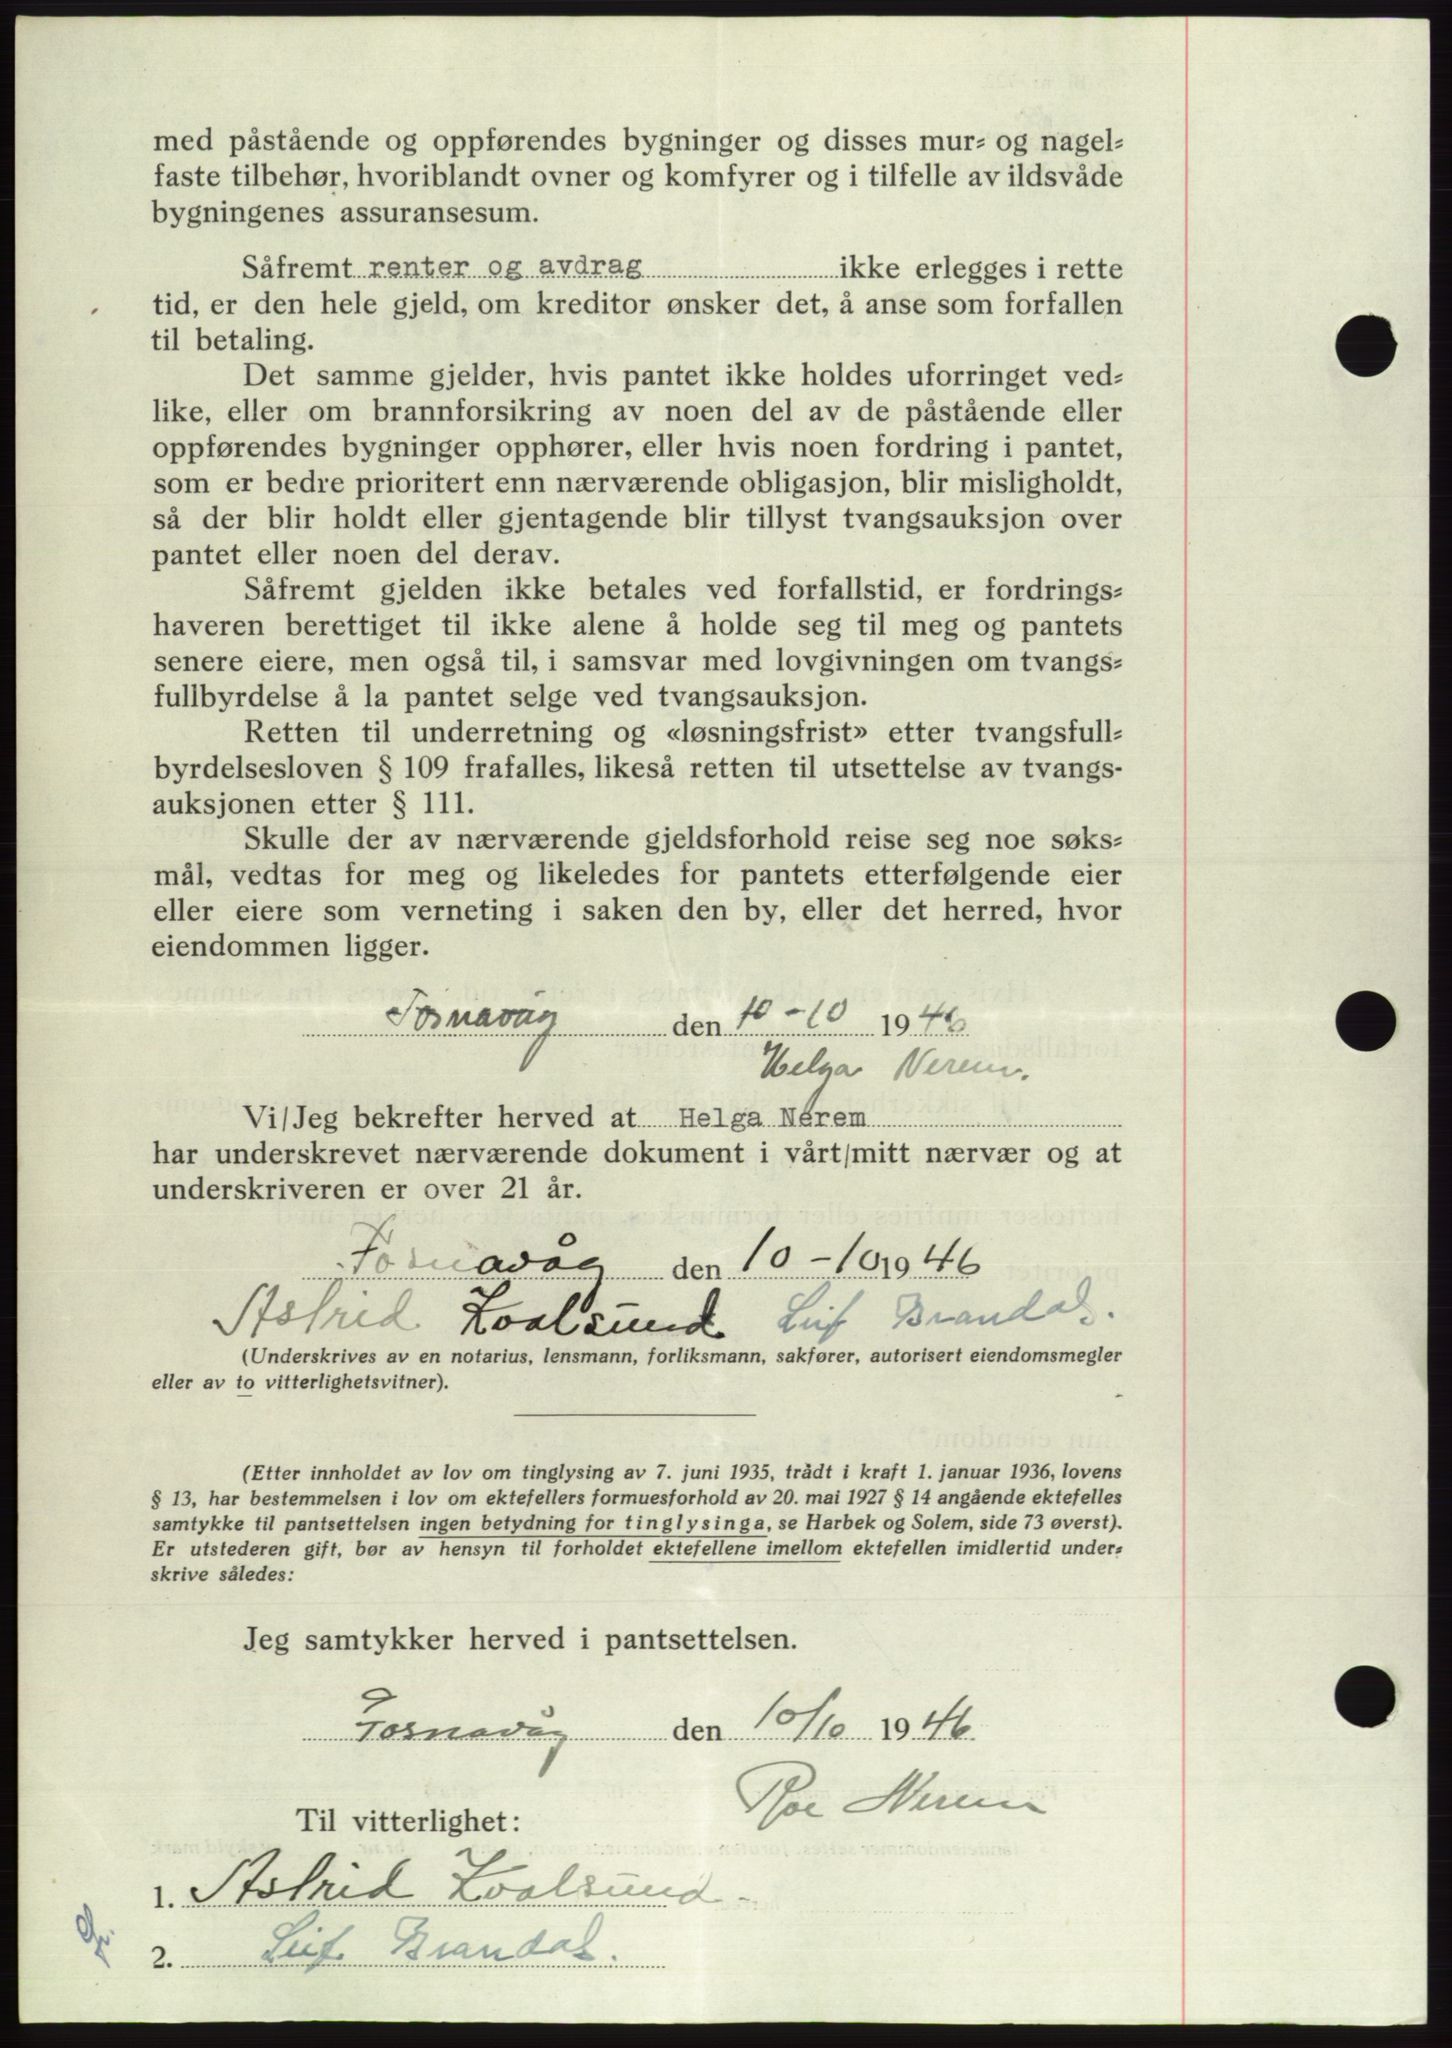 med påstående og oppførendes bygninger og disses mur- og nagel-
faste tilbehør, hvoriblandt ovner og komfyrer og i tilfelle av ildsvåde
bygningenes assuransesum.
Såfremt renter og avdrag ikke erlegges i rette
tid, er den hele gjeld, om kreditor ønsker det, å anse som forfallen
til betaling.
Det samme gjelder, hvis pantet ikke holdes uforringet ved-
like, eller om brannforsikring av noen del av de påstående eller
oppførendes bygninger opphører, eller hvis noen fordring i pantet,
som er bedre prioritert enn nærværende obligasjon, blir misligholdt,
så der blir holdt eller gjentagende blir tillyst tvangsauksjon over
pantet eller noen del derav.
Såfremt gjelden ikke betales ved forfallstid, er fordrings-
haveren berettiget til ikke alene å holde seg til meg og pantets
senere eiere, men også til, i samsvar med lovgivningen om tvangs-
fullbyrdelse å la pantet selge ved tvangsauksjon.
Retten til underretning og «løsningsfrist» etter tvangsfull-
byrdelsesloven § 109 frafalles, likeså retten til utsettelse av tvangs-
auksjonen etter § 111.
Skulle der av nærværende gjeldsforhold reise seg noe søks-
mål, vedtas for meg og likeledes for pantets etterfølgende eier
eller eiere som verneting i saken den by, eller det herred, hvor
eiendommen ligger.
Fosnavåg den 10-10 1946
Helga Nerem.
Vi/Jeg bekrefter herved at Helga Nerem
har underskrevet nærværende dokument i vårt/mitt nærvær og at
underskriveren er over 21 år.
Fosnavåg den 10-10 1946
Astrid Kvalsund Leif Brandal.
(Underskrives av en notarius, lensmann, forliksmann, sakfører, autorisert eiendomsmegler
eller av to vitterlighetsvitner).
(Etter innholdet av lov om tinglysing av 7. juni 1935, trådt i kraft 1. januar 1936, lovens
§ 13, har bestemmelsen i lov om ektefellers formuesforhold av 20. mai 1927 § 14 angående ektefelles
samtykke til pantsettelsen ingen betydning for tinglysinga, se Harbek og Solem, side 73 øverst).
Er utstederen gift, bør av hensyn til forholdet ektefellene imellom ektefellen imidlertid under-
skrive således:
Jeg samtykker herved i pantsettelsen.
Fosnavåg den 10/10 1946
Nerem
Til vitterlighet:
1. Astrid Kvalsund
2. Leif Brandal.